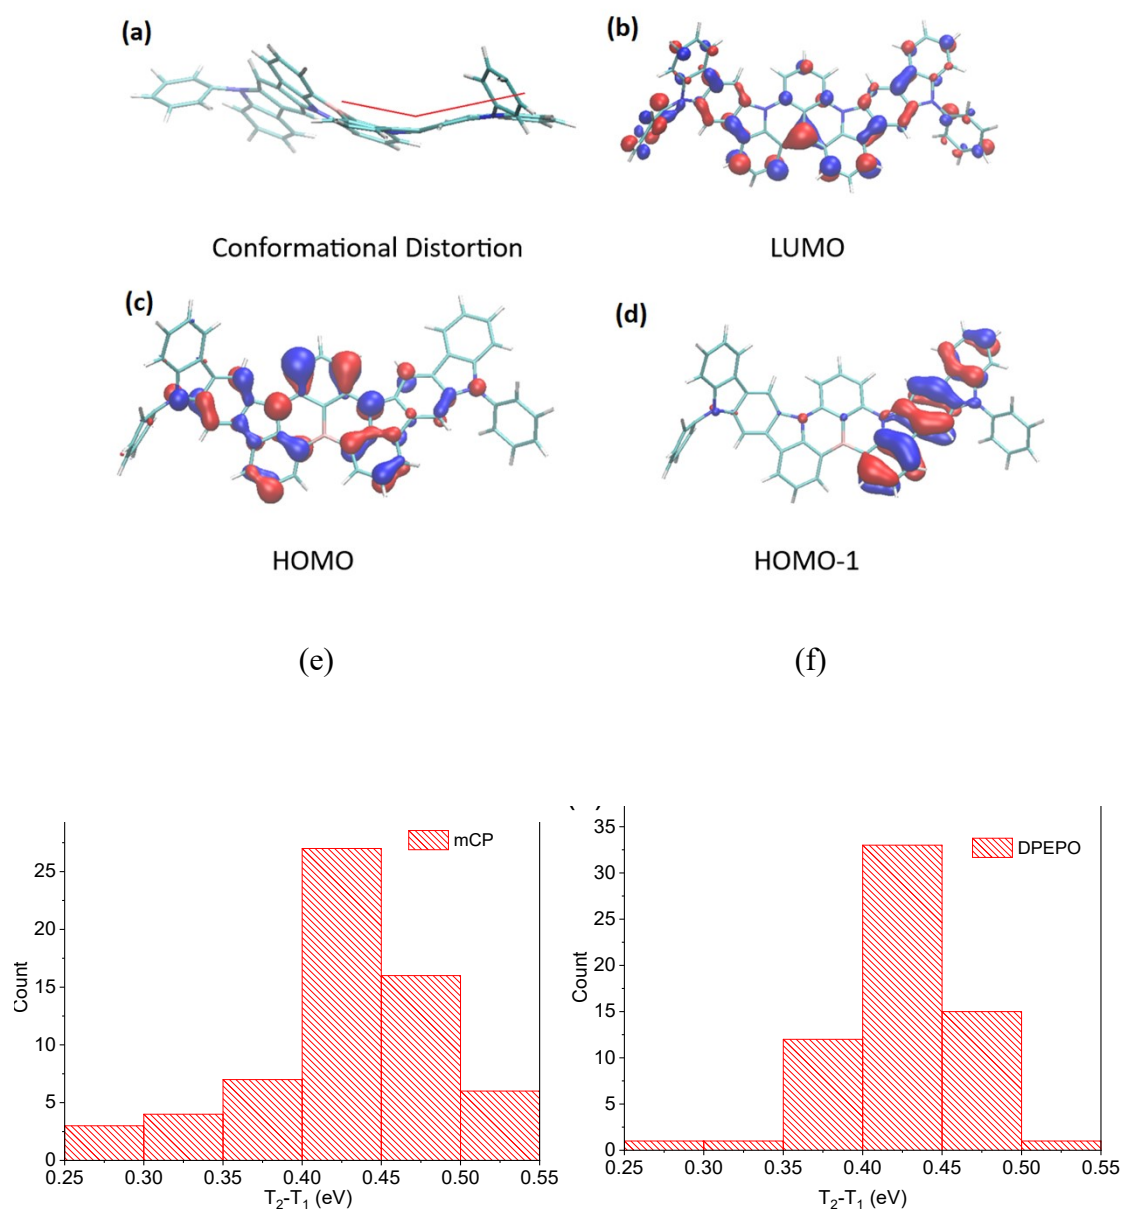 (a)
(b)
Conformational Distortion
LUMO
(c)
(d)
HOMO
HOMO-1
(e)
(f)
mCP
25
20
15
10
5
0
Count
0.25 0.30 0.35 0.40 0.45 0.50 0.55
T₂-T₁ (eV)
DPEPO
35
30
25
20
15
10
5
0
Count
0.25 0.30 0.35 0.40 0.45 0.50 0.55
T₂-T₁ (eV)